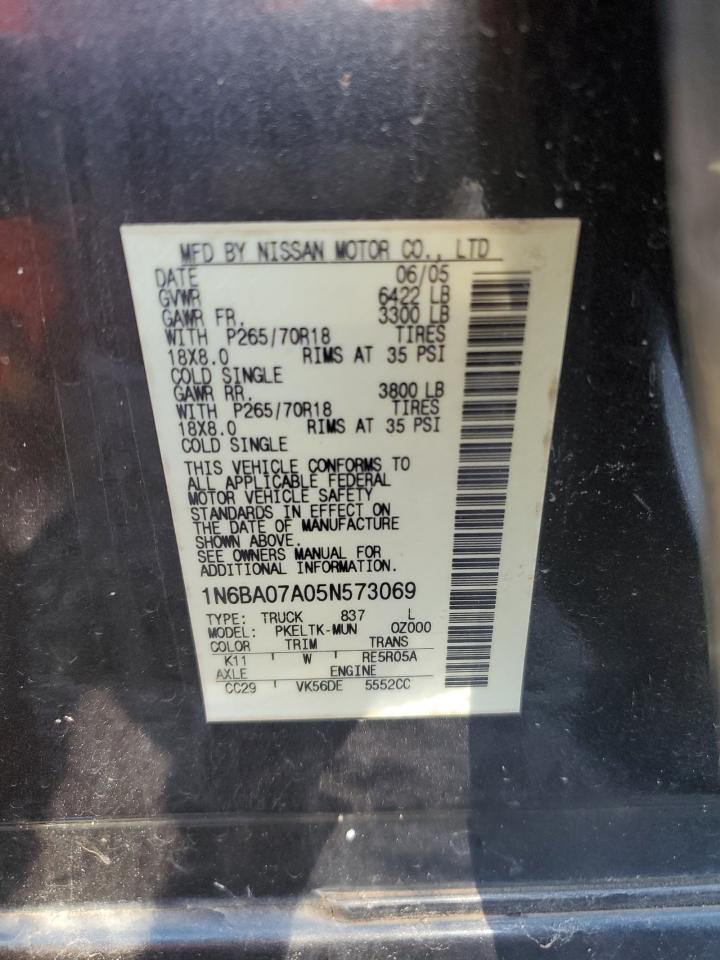 MFD BY NISSAN MOTOR CO., LTD
DATE 06/05
GVWR 6422 LB
GAWR FR. 3300 LB
WITH P265/70R18 TIRES
18X8.0 RIMS AT 35 PSI
COLD SINGLE
GAWR RR. 3800 LB
WITH P265/70R18 TIRES
18X8.0 RIMS AT 35 PSI
COLD SINGLE
THIS VEHICLE CONFORMS TO
ALL APPLICABLE FEDERAL
MOTOR VEHICLE SAFETY
STANDARDS IN EFFECT ON
THE DATE OF MANUFACTURE
SHOWN ABOVE.
SEE OWNERS MANUAL FOR
ADDITIONAL INFORMATION.
1N6BA07A05N573069
TYPE: TRUCK 837 L
MODEL: PKELTK-MUN 0Z000
COLOR TRIM TRANS
K11 W RE5R05A
AXLE ENGINE
CC29 VK56DE 5552CC